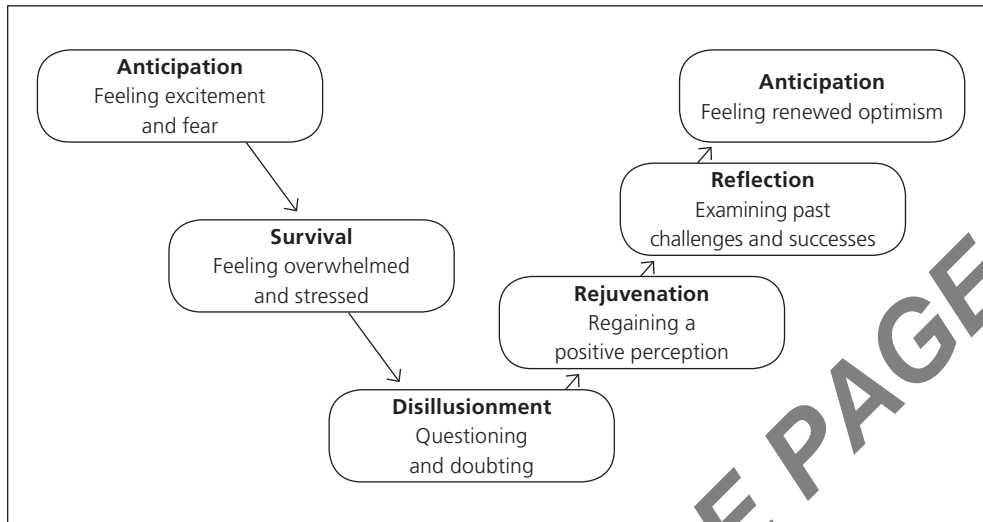 Anticipation
Feeling excitement
and fear
Survival
Feeling overwhelmed
and stressed
Disillusionment
Questioning
and doubting
Rejuvenation
Regaining a
positive perception
Reflection
Examining past
challenges and successes
Anticipation
Feeling renewed optimism
E PAGE